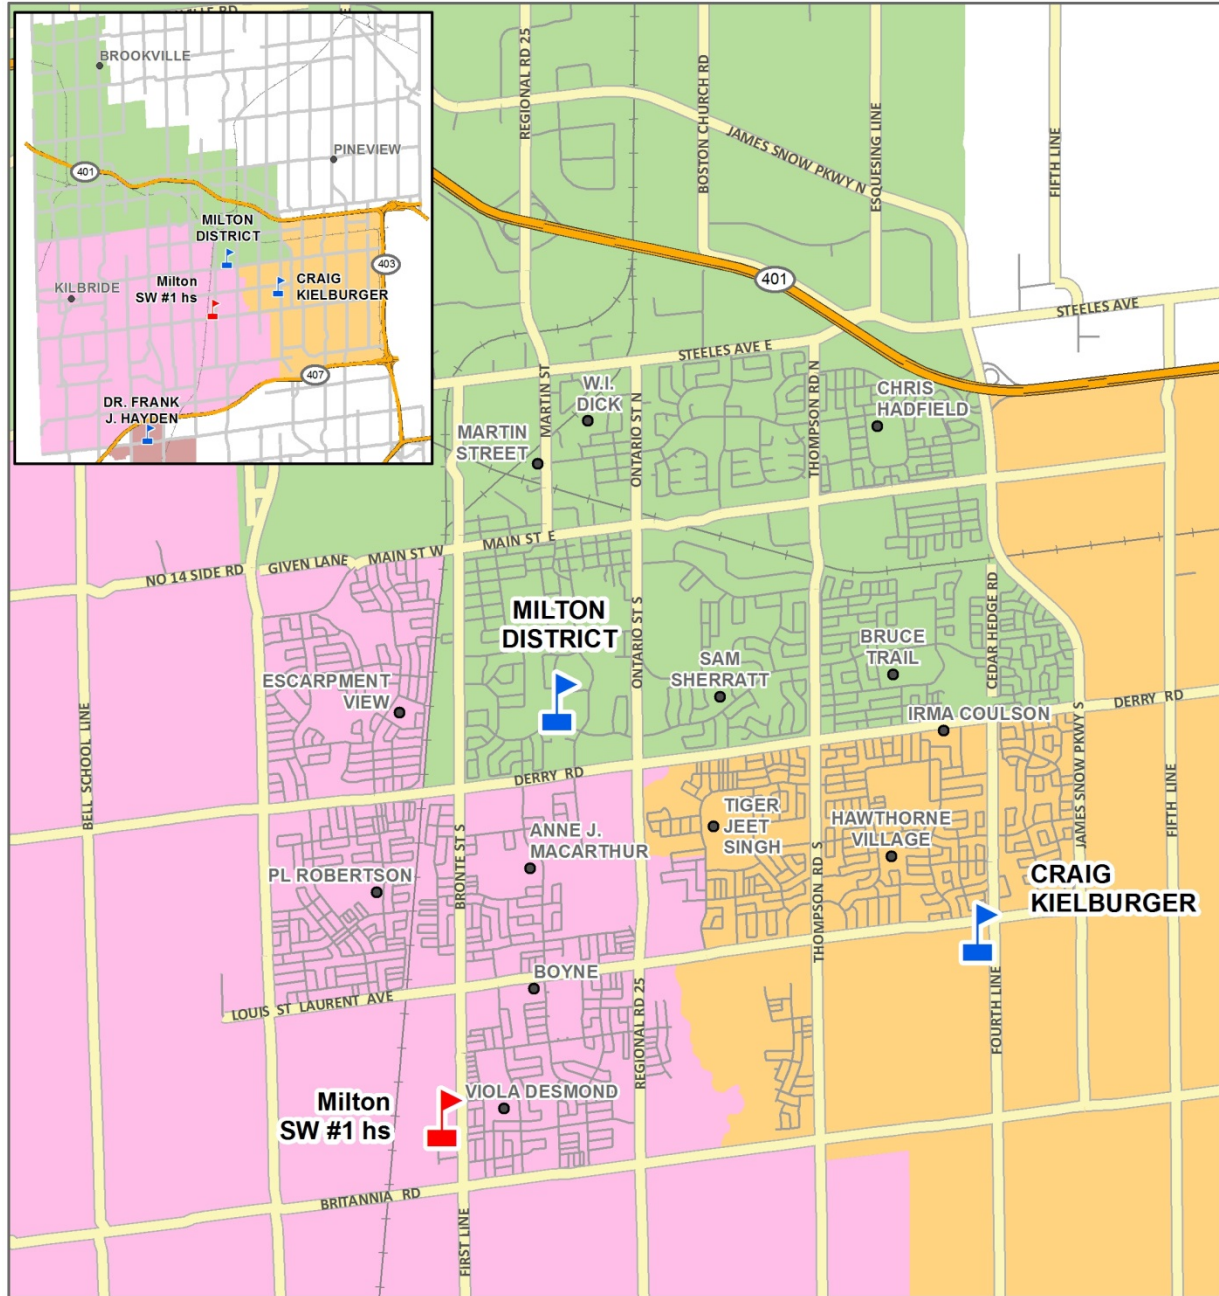 BROOKVILLE
PINEVIEW
401
MILTON
DISTRICT
403
Milton
SW #1 hs
CRAIG
KIELBURGER
KILBRIDE
407
DR. FRANK
J. HAYDEN
REGIONAL RD 25
BOSTON CHURCH RD
JAMES SNOW PKWY N
ESQUESING LINE
FIFTH LINE
401
STEELES AVE
STEELES AVE E
MARTIN ST
W.I.
DICK
ONTARIO ST N
THOMPSON RD N
CHRIS
HADFIELD
MARTIN
STREET
NO 14 SIDE RD
GIVEN LANE
MAIN ST W
MAIN ST E
MILTON
DISTRICT
ONTARIO ST S
CEDAR HEDGE RD
BRUCE
TRAIL
SAM
SHERRATT
ESCARPMENT
VIEW
IRMA COULSON
DERRY RD
BELL SCHOOL LINE
DERRY RD
JAMES SNOW PKWY S
FIFTH LINE
TIGER
JEET
SINGH
HAWTHORNE
VILLAGE
ANNE J.
MACARTHUR
BRONTE ST S
PL ROBERTSON
THOMPSON RD S
CRAIG
KIELBURGER
BOYNE
LOUIS ST LAURENT AVE
REGIONAL RD 25
FOURTH LINE
Milton
SW #1 hs
VIOLA DESMOND
BRITANNIA RD
FIRST LINE